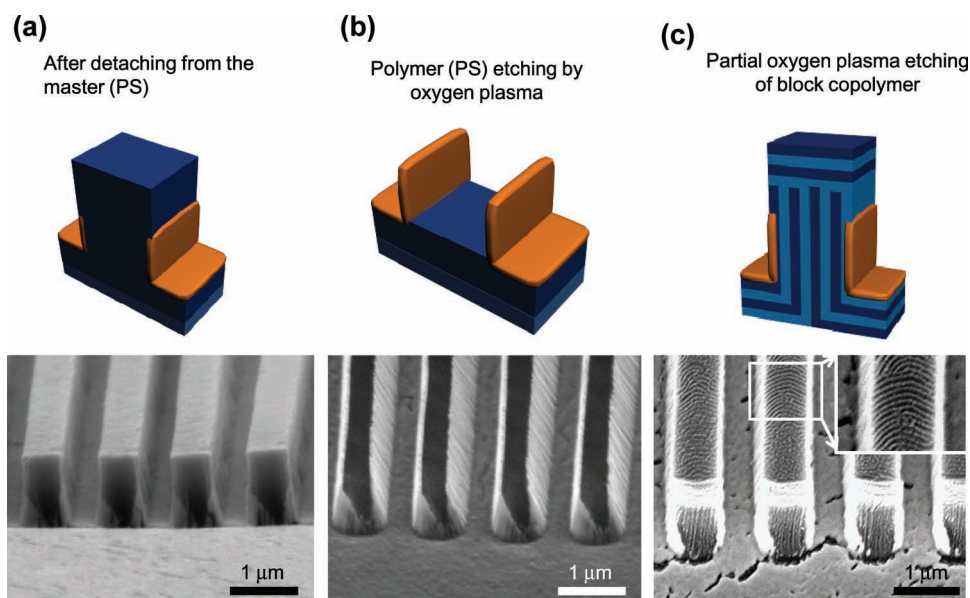 (a)
After detaching from the
master (PS)
(b)
Polymer (PS) etching by
oxygen plasma
(c)
Partial oxygen plasma etching
of block copolymer
1 μm
1 μm
1 μm